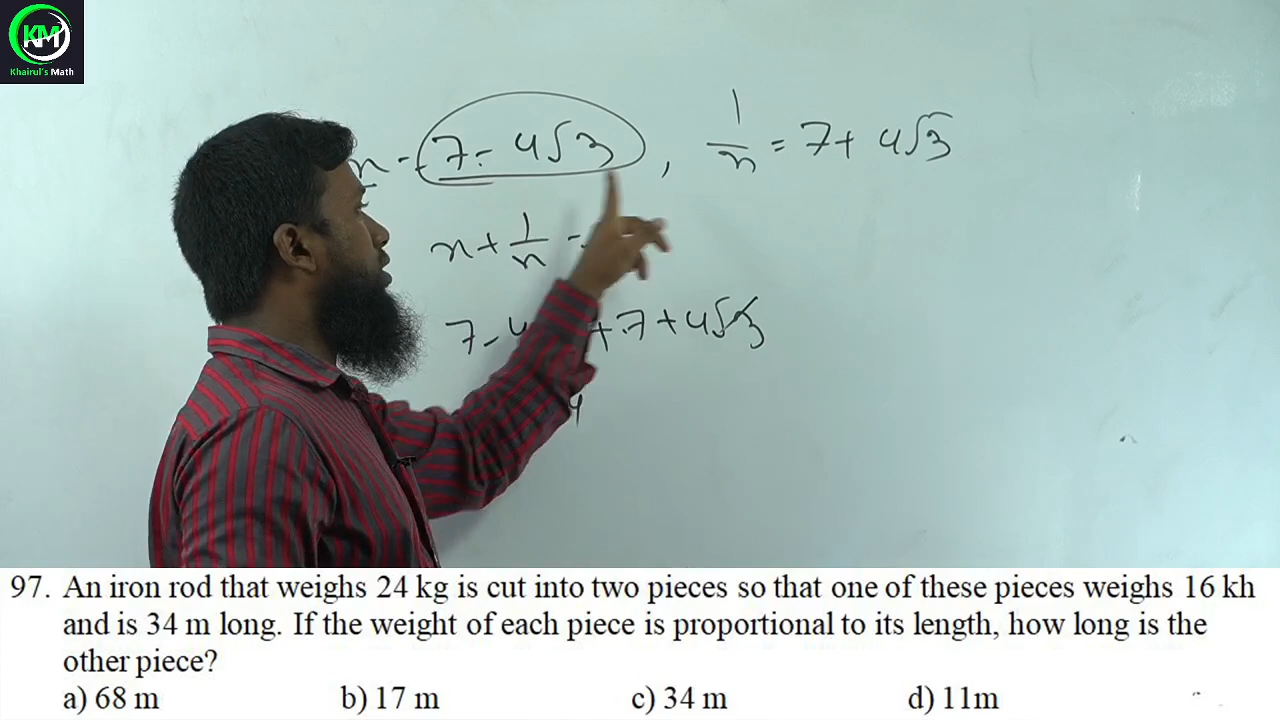 KM
Khairul's Math
n = 7 - 4√3 , 1/n = 7 + 4√3
n + 1/n =
7 - 4 + 7 + 4√3
4
97. An iron rod that weighs 24 kg is cut into two pieces so that one of these pieces weighs 16 kh
and is 34 m long. If the weight of each piece is proportional to its length, how long is the
other piece?
a) 68 m b) 17 m c) 34 m d) 11m